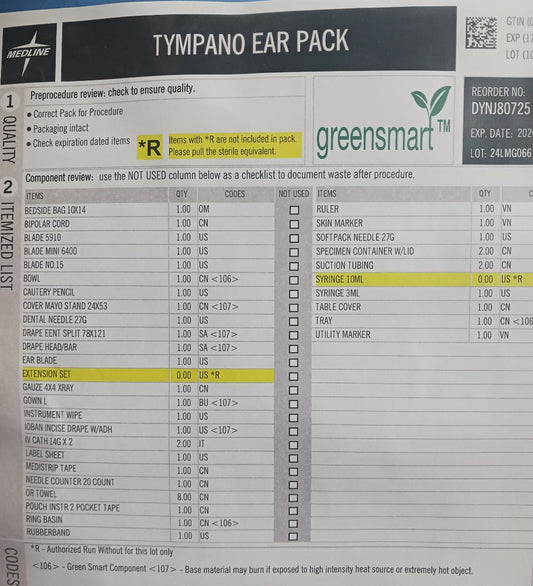 MEDLINE
TYMPANO EAR PACK
GTIN
EXP
LOT
1 QUALITY
Preprocedure review: check to ensure quality.
• Correct Pack for Procedure
• Packaging intact
• Check expiration dated items
*R
Items with *R are not included in pack.
Please pull the sterile equivalent.
greensmart™
REORDER NO:
DYNJ80725
EXP. DATE: 202
LOT: 24LMG066
2 ITEMIZED LIST
Component review: use the NOT USED column below as a checklist to document waste after procedure.
ITEMS QTY CODES NOT USED
BEDSIDE BAG 10X14 1.00 OM
BIPOLAR CORD 1.00 CN
BLADE 5910 1.00 US
BLADE MINI 6400 1.00 US
BLADE NO.15 1.00 US
BOWL 1.00 CN <106>
CAUTERY PENCIL 1.00 US
COVER MAYO STAND 24X53 1.00 CN <107>
DENTAL NEEDLE 27G 1.00 US
DRAPE EENT SPLIT 78X121 1.00 SA <107>
DRAPE HEAD/BAR 1.00 SA <107>
EAR BLADE 1.00 US
EXTENSION SET 0.00 US *R
GAUZE 4X4 XRAY 1.00 CN
GOWN L 1.00 BU <107>
INSTRUMENT WIPE 1.00 US
IOBAN INCISE DRAPE W/ADH 1.00 US <107>
IV CATH 14G X 2 2.00 IT
LABEL SHEET 1.00 US
MEDISTRIP TAPE 1.00 CN
NEEDLE COUNTER 20 COUNT 1.00 CN
OR TOWEL 8.00 CN
POUCH INSTR 2 POCKET TAPE 1.00 CN
RING BASIN 1.00 CN <106>
RUBBERBAND 1.00 US
ITEMS QTY C
RULER 1.00 VN
SKIN MARKER 1.00 VN
SOFTPACK NEEDLE 27G 1.00 US
SPECIMEN CONTAINER W/LID 2.00 CN
SUCTION TUBING 2.00 CN
SYRINGE 10ML 0.00 US *R
SYRINGE 3ML 1.00 US
TABLE COVER 1.00 CN
TRAY 1.00 CN <106
UTILITY MARKER 1.00 VN
CODES
*R - Authorized Run Without for this lot only
<106> - Green Smart Component <107> - Base material may burn if exposed to high intensity heat source or extremely hot object.